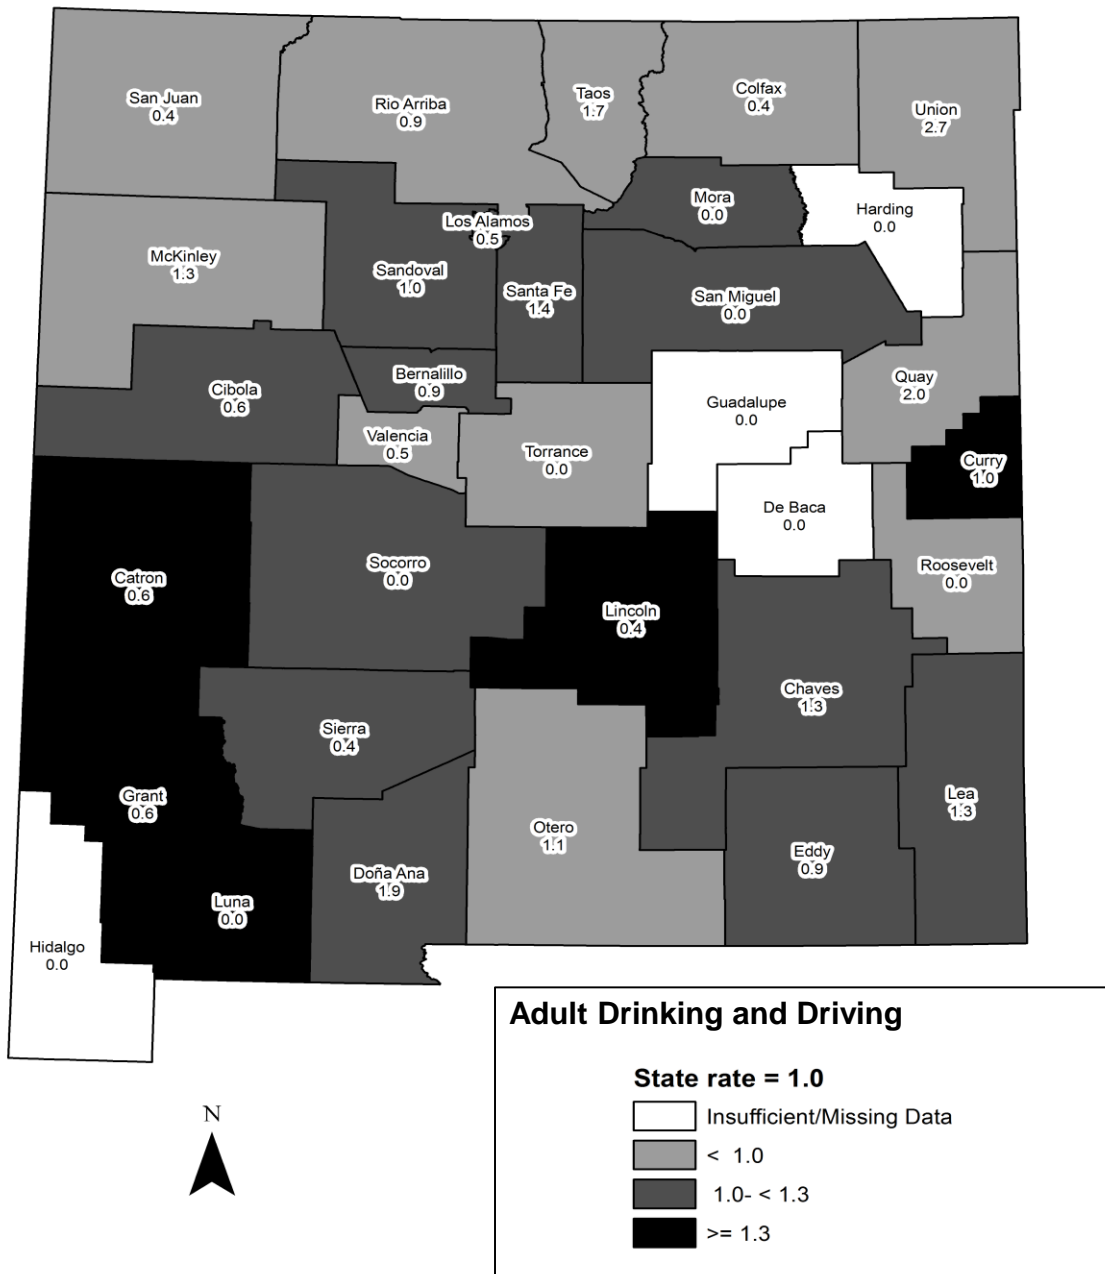 San Juan
0.4
Rio Arriba
0.9
Taos
1.7
Colfax
0.4
Union
2.7
Mora
0.0
Harding
0.0
Los Alamos
0.5
McKinley
1.3
Sandoval
1.0
Santa Fe
1.4
San Miguel
0.0
Bernalillo
0.9
Cibola
0.6
Quay
2.0
Guadalupe
0.0
Valencia
0.5
Torrance
0.0
Curry
1.0
De Baca
0.0
Socorro
0.0
Roosevelt
0.0
Catron
0.6
Lincoln
0.4
Chaves
1.3
Sierra
0.4
Grant
0.6
Lea
1.3
Otero
1.1
Eddy
0.9
Doña Ana
1.9
Luna
0.0
Hidalgo
0.0
N
Adult Drinking and Driving
State rate = 1.0
Insufficient/Missing Data
< 1.0
1.0- < 1.3
>= 1.3